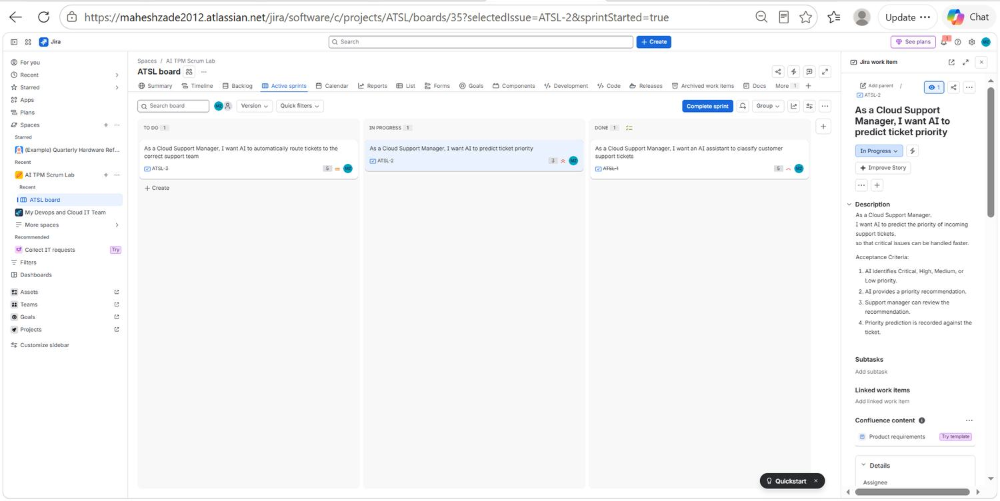 https://maheshzade2012.atlassian.net/jira/software/c/projects/ATSL/boards/35?selectedIssue=ATSL-2&sprintStarted=true
Update
Chat
Jira
Search
Create
See plans
1
MZ
For you
Recent
Starred
Apps
Plans
Spaces
Starred
(Example) Quarterly Hardware Ref...
Recent
AI TPM Scrum Lab
Recent
ATSL board
My Devops and Cloud IT Team
More spaces
Recommended
Collect IT requests Try
Filters
Dashboards
Assets
Teams
Goals
Projects
Customize sidebar
Spaces / AI TPM Scrum Lab
ATSL board
Summary Timeline Backlog Active sprints Calendar Reports List Forms Goals Components Development Code Releases Archived work items Docs More 1
Search board MZ Version Quick filters Complete sprint Group
TO DO 1
As a Cloud Support Manager, I want AI to automatically route tickets to the
correct support team
ATSL-3 5 MZ
Create
IN PROGRESS 1
As a Cloud Support Manager, I want AI to predict ticket priority
ATSL-2 3 MZ
DONE 1
As a Cloud Support Manager, I want an AI assistant to classify customer
support tickets
ATSL-1 5 MZ
Quickstart
Jira work item
Add parent /
1
ATSL-2
As a Cloud Support
Manager, I want AI to
predict ticket priority
In Progress
Improve Story
Description
As a Cloud Support Manager,
I want AI to predict the priority of incoming
support tickets,
so that critical issues can be handled faster.
Acceptance Criteria:
1. AI identifies Critical, High, Medium, or
Low priority.
2. AI provides a priority recommendation.
3. Support manager can review the
recommendation.
4. Priority prediction is recorded against the
ticket.
Subtasks
Add subtask
Linked work items
Add linked work item
Confluence content
Product requirements Try template
Details
Assignee